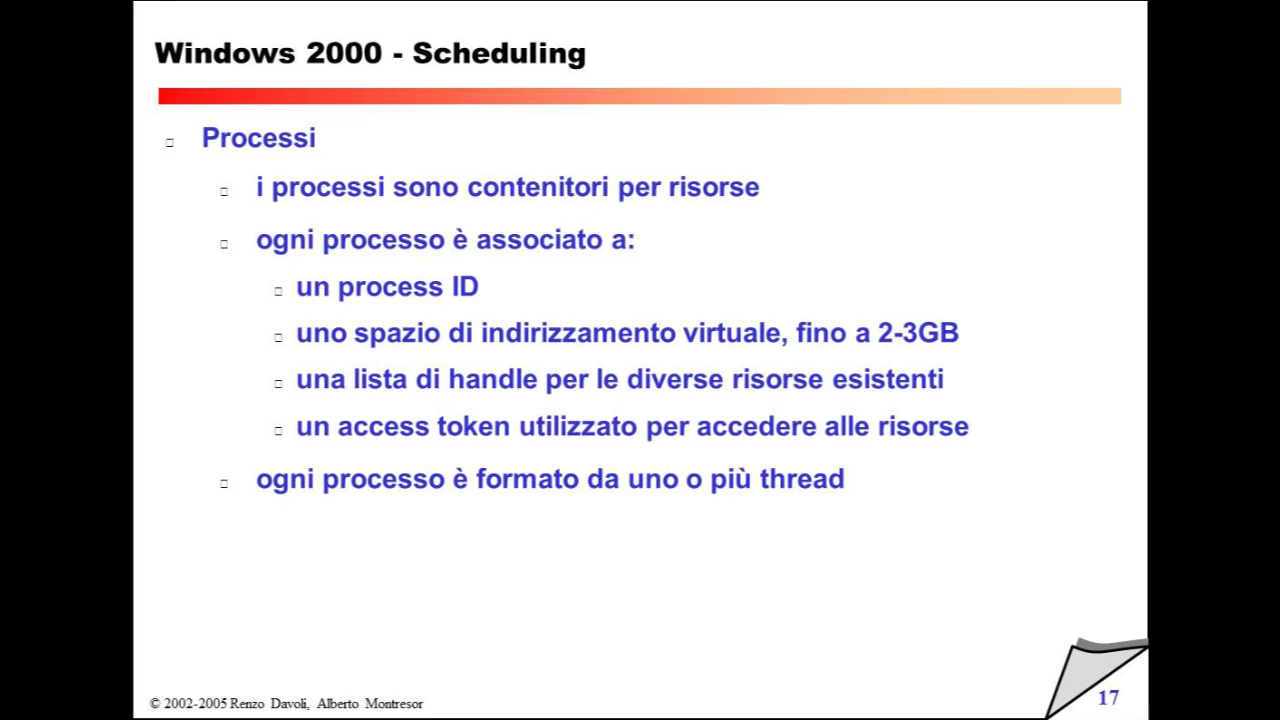 Windows 2000 - Scheduling
Processi
i processi sono contenitori per risorse
ogni processo è associato a:
un process ID
uno spazio di indirizzamento virtuale, fino a 2-3GB
una lista di handle per le diverse risorse esistenti
un access token utilizzato per accedere alle risorse
ogni processo è formato da uno o più thread
© 2002-2005 Renzo Davoli, Alberto Montresor
17